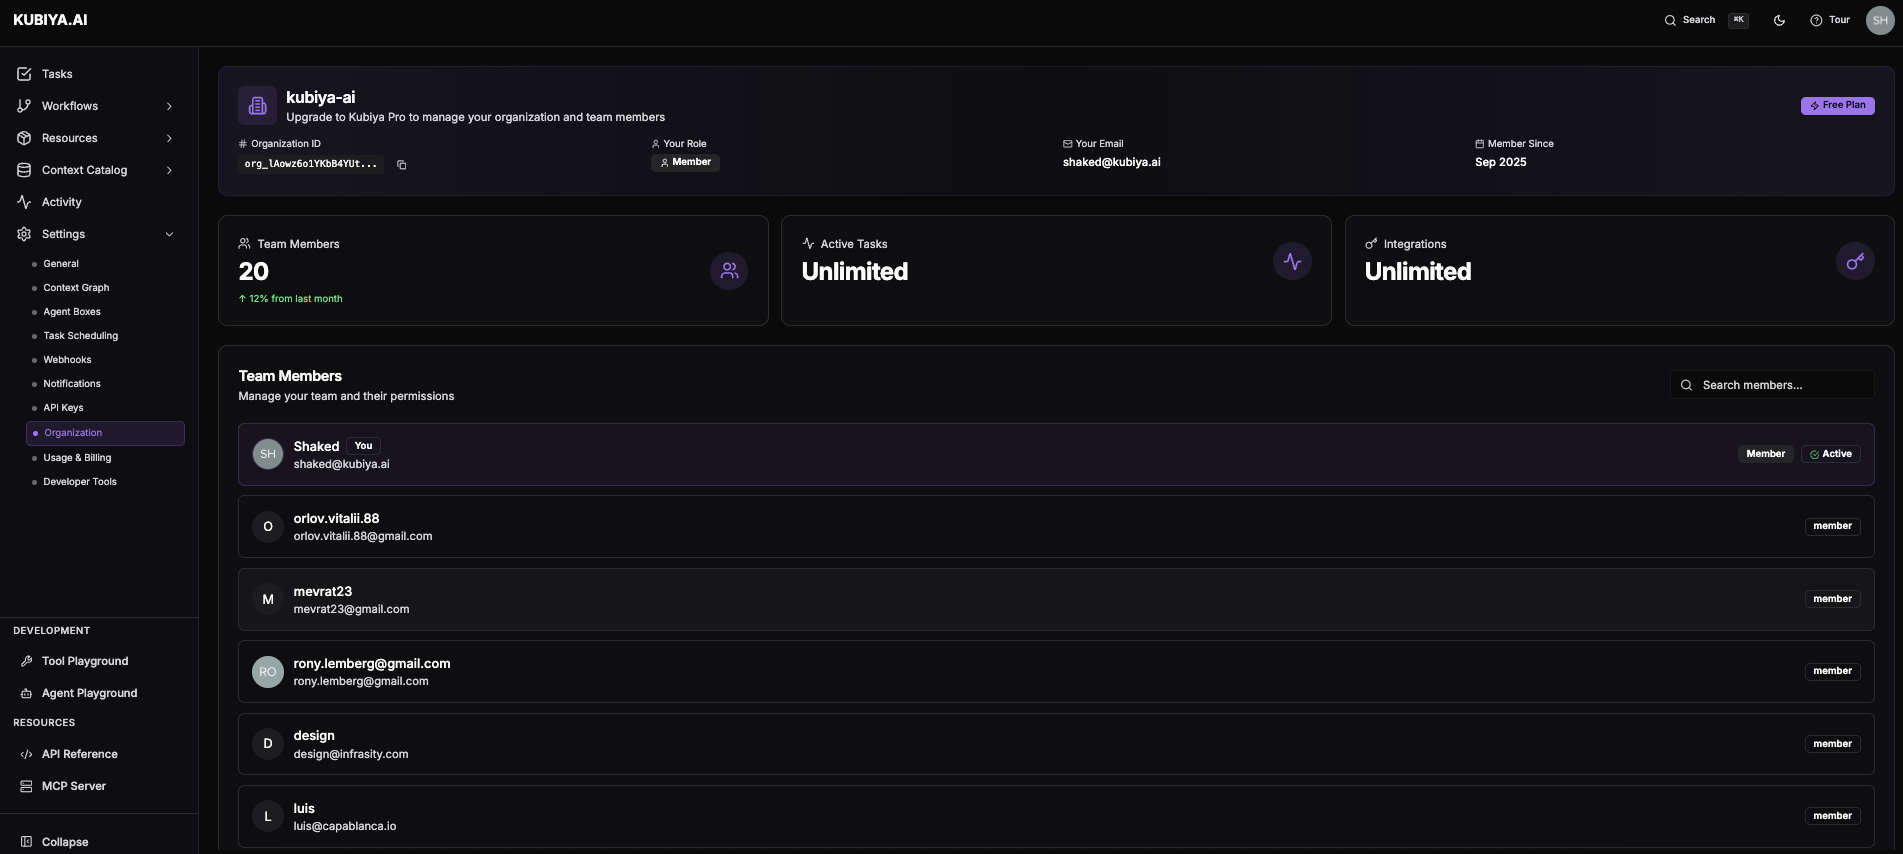 KUBIYA.AI
Search ⌘K Tour SH
Tasks
Workflows
Resources
Context Catalog
Activity
Settings
General
Context Graph
Agent Boxes
Task Scheduling
Webhooks
Notifications
API Keys
Organization
Usage & Billing
Developer Tools
DEVELOPMENT
Tool Playground
Agent Playground
RESOURCES
API Reference
MCP Server
Collapse
kubiya-ai
Upgrade to Kubiya Pro to manage your organization and team members
Free Plan
# Organization ID
org_lAowz6o1YKbB4YUt...
Your Role
Member
Your Email
shaked@kubiya.ai
Member Since
Sep 2025
Team Members
20
↑ 12% from last month
Active Tasks
Unlimited
Integrations
Unlimited
Team Members
Manage your team and their permissions
Search members...
SH
Shaked You
shaked@kubiya.ai
Member Active
O
orlov.vitalii.88
orlov.vitalii.88@gmail.com
member
M
mevrat23
mevrat23@gmail.com
member
RO
rony.lemberg@gmail.com
rony.lemberg@gmail.com
member
D
design
design@infrasity.com
member
L
luis
luis@capablanca.io
member